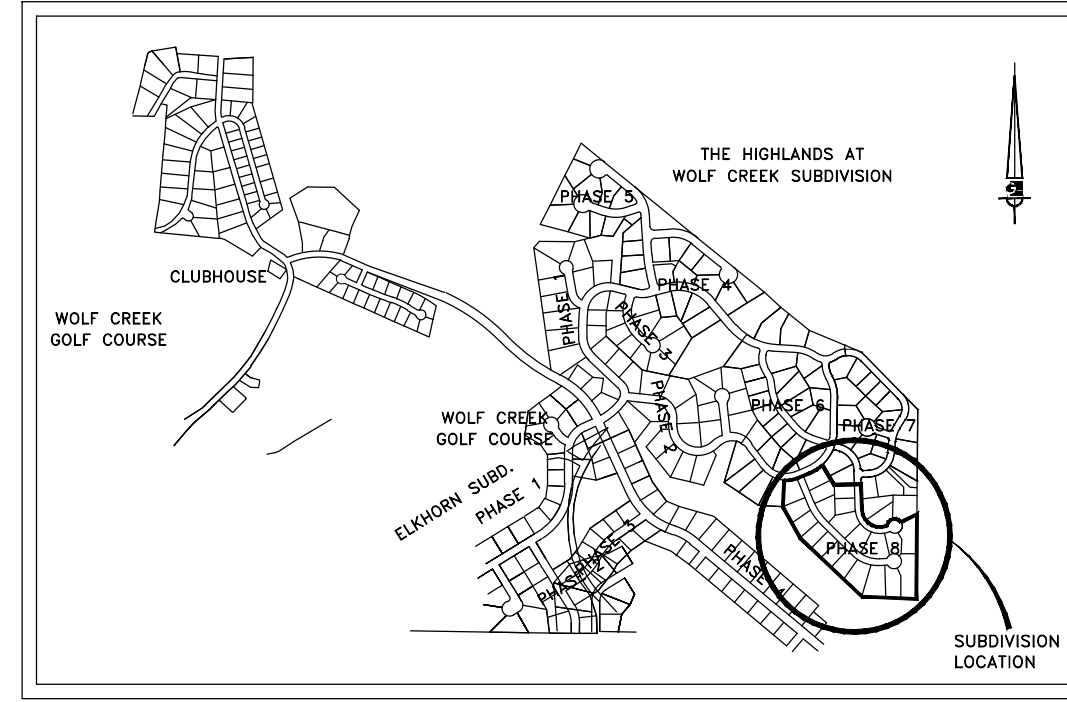 THE HIGHLANDS AT
WOLF CREEK SUBDIVISION
PHASE 5
CLUBHOUSE
PHASE 4
PHASE 1
PHASE 3
WOLF CREEK
GOLF COURSE
PHASE 2
PHASE 6
WOLF CREEK
GOLF COURSE
PHASE 7
ELKHORN SUBD.
PHASE 1
PHASE 3
PHASE 2
PHASE 4
PHASE 8
SUBDIVISION
LOCATION